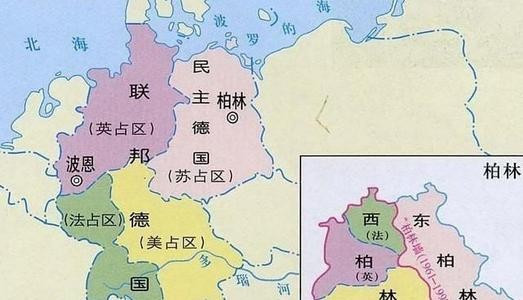 北海
波罗的海
联邦德国
(英占区)
民主德国
柏林
(苏占区)
波恩
(法占区)
(美占区)
多瑙河
柏林
西柏林
(法)
(英)
东柏林
柏林墙(1961-199